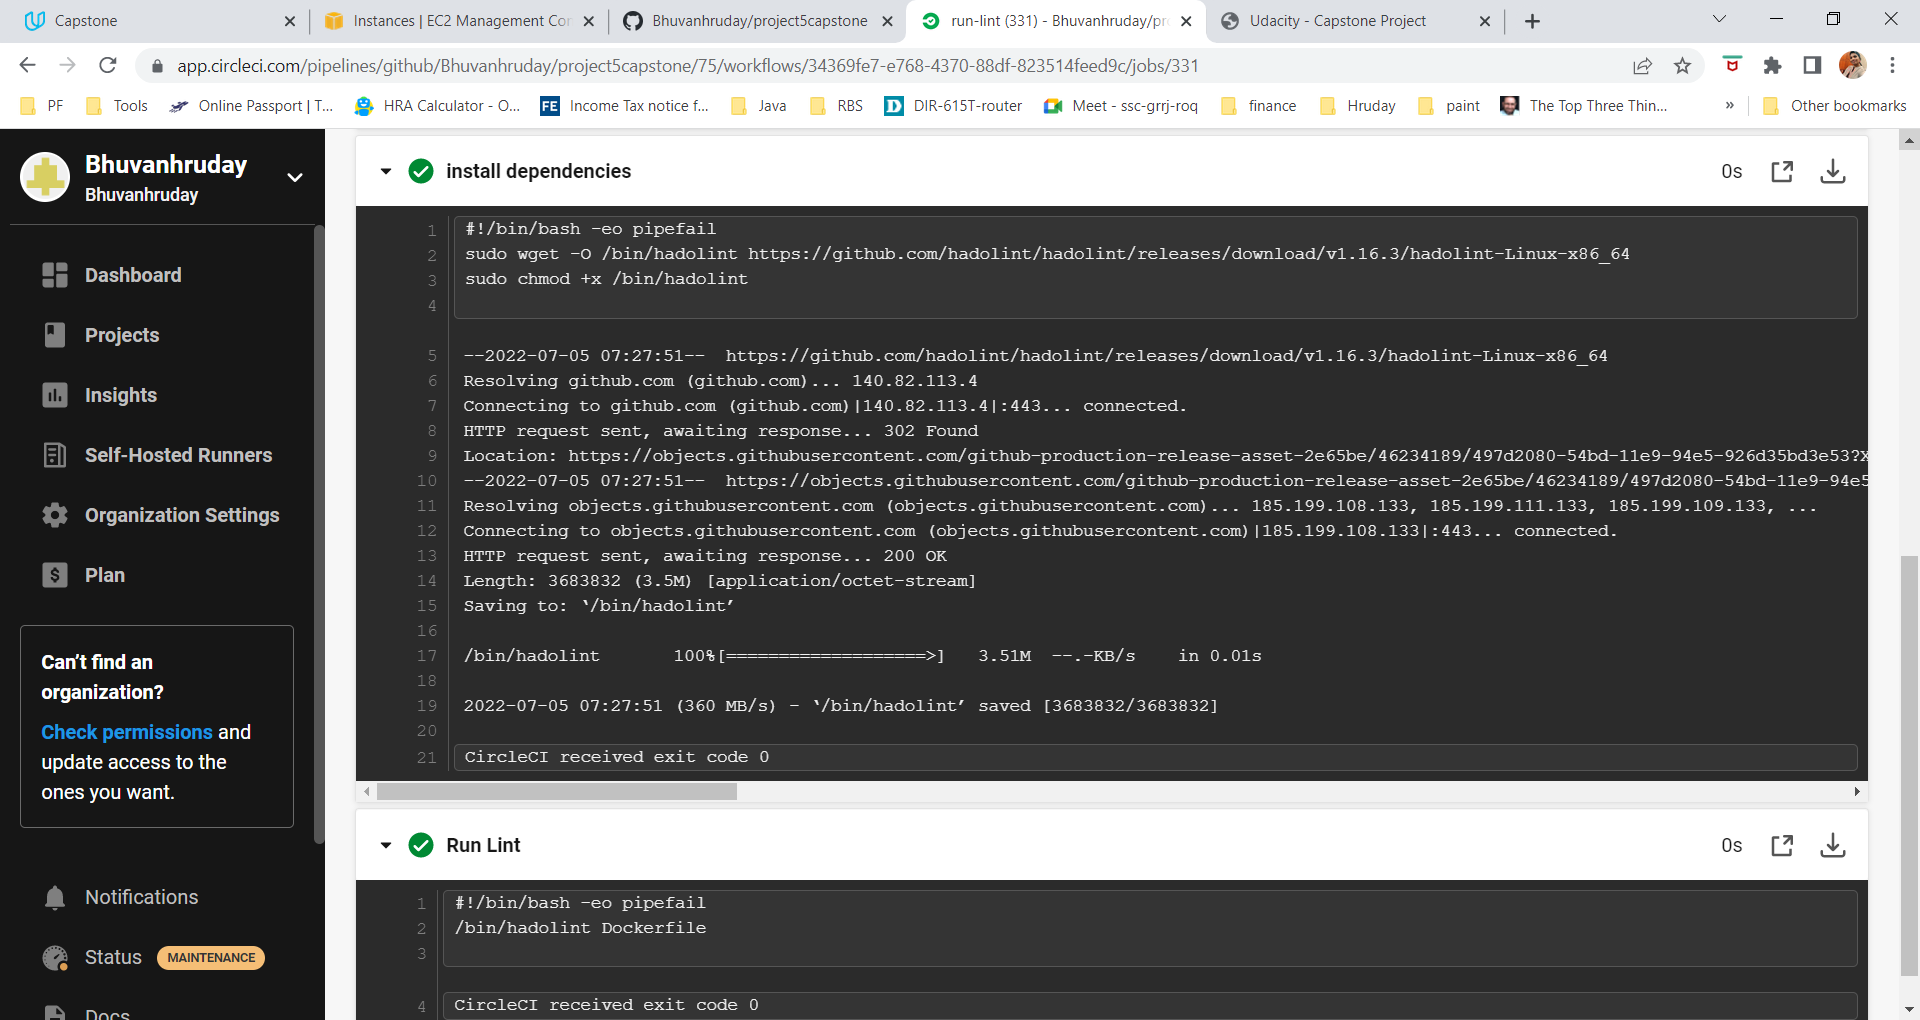 Capstone
Instances | EC2 Management Con
Bhuvanhruday/project5capstone
run-lint (331) - Bhuvanhruday/pro
Udacity - Capstone Project
app.circleci.com/pipelines/github/Bhuvanhruday/project5capstone/75/workflows/34369fe7-e768-4370-88df-823514feed9c/jobs/331
PF
Tools
Online Passport | T...
HRA Calculator - O...
FE
Income Tax notice f...
Java
RBS
D
DIR-615T-router
Meet - ssc-grrj-roq
finance
Hruday
paint
The Top Three Thin...
»
Other bookmarks
Bhuvanhruday
Bhuvanhruday
Dashboard
Projects
Insights
Self-Hosted Runners
Organization Settings
Plan
Can't find an
organization?
Check permissions and
update access to the
ones you want.
Notifications
Status MAINTENANCE
Docs
install dependencies 0s
1 #!/bin/bash -eo pipefail
2 sudo wget -O /bin/hadolint https://github.com/hadolint/hadolint/releases/download/v1.16.3/hadolint-Linux-x86_64
3 sudo chmod +x /bin/hadolint
4
5 --2022-07-05 07:27:51-- https://github.com/hadolint/hadolint/releases/download/v1.16.3/hadolint-Linux-x86_64
6 Resolving github.com (github.com)... 140.82.113.4
7 Connecting to github.com (github.com)|140.82.113.4|:443... connected.
8 HTTP request sent, awaiting response... 302 Found
9 Location: https://objects.githubusercontent.com/github-production-release-asset-2e65be/46234189/497d2080-54bd-11e9-94e5-926d35bd3e53?X
10 --2022-07-05 07:27:51-- https://objects.githubusercontent.com/github-production-release-asset-2e65be/46234189/497d2080-54bd-11e9-94e5
11 Resolving objects.githubusercontent.com (objects.githubusercontent.com)... 185.199.108.133, 185.199.111.133, 185.199.109.133, ...
12 Connecting to objects.githubusercontent.com (objects.githubusercontent.com)|185.199.108.133|:443... connected.
13 HTTP request sent, awaiting response... 200 OK
14 Length: 3683832 (3.5M) [application/octet-stream]
15 Saving to: ‘/bin/hadolint’
16
17 /bin/hadolint 100%[===================>] 3.51M --.-KB/s in 0.01s
18
19 2022-07-05 07:27:51 (360 MB/s) - ‘/bin/hadolint’ saved [3683832/3683832]
20
21 CircleCI received exit code 0
Run Lint 0s
1 #!/bin/bash -eo pipefail
2 /bin/hadolint Dockerfile
3
4 CircleCI received exit code 0